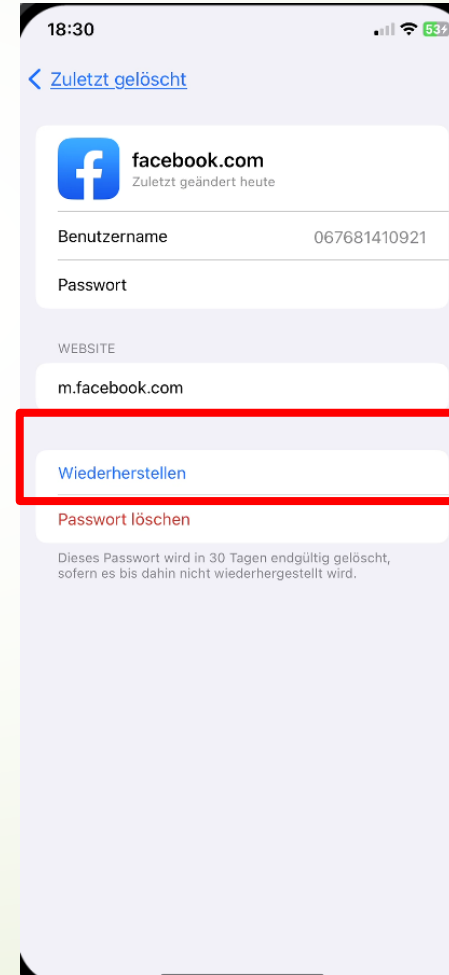 18:30
53
Zuletzt gelöscht
facebook.com
Zuletzt geändert heute
Benutzername 067681410921
Passwort
WEBSITE
m.facebook.com
Wiederherstellen
Passwort löschen
Dieses Passwort wird in 30 Tagen endgültig gelöscht,
sofern es bis dahin nicht wiederhergestellt wird.